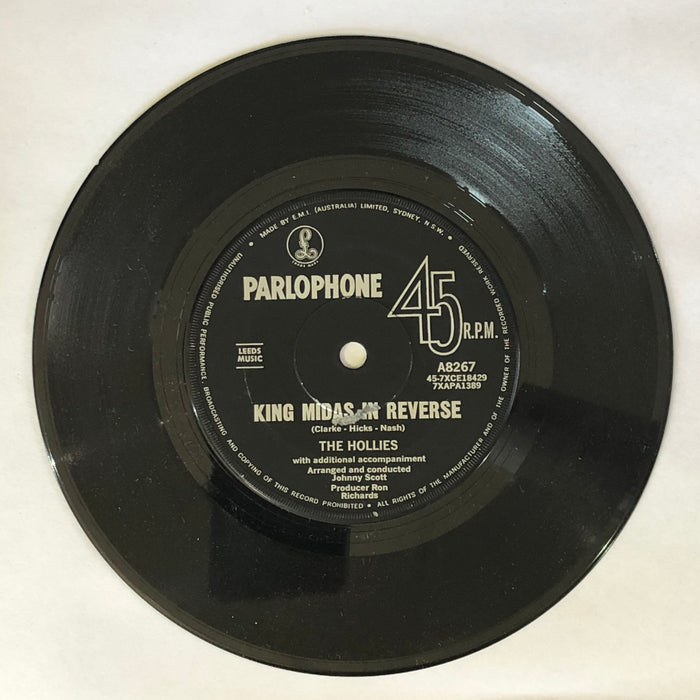 MADE BY E.M.I. (AUSTRALIA) LIMITED, SYDNEY, N.S.W. •
UNAUTHORISED PUBLIC PERFORMANCE, BROADCASTING AND COPYING OF THIS RECORD PROHIBITED • ALL RIGHTS OF THE MANUFACTURER AND OF THE OWNER OF THE RECORDED WORK RESERVED •
PARLOPHONE
45 R.P.M.
LEEDS
MUSIC
A8267
45-7XCE18429
7XAPA1389
KING MIDAS IN REVERSE
(Clarke - Hicks - Nash)
THE HOLLIES
with additional accompaniment
Arranged and conducted
Johnny Scott
Producer Ron
Richards